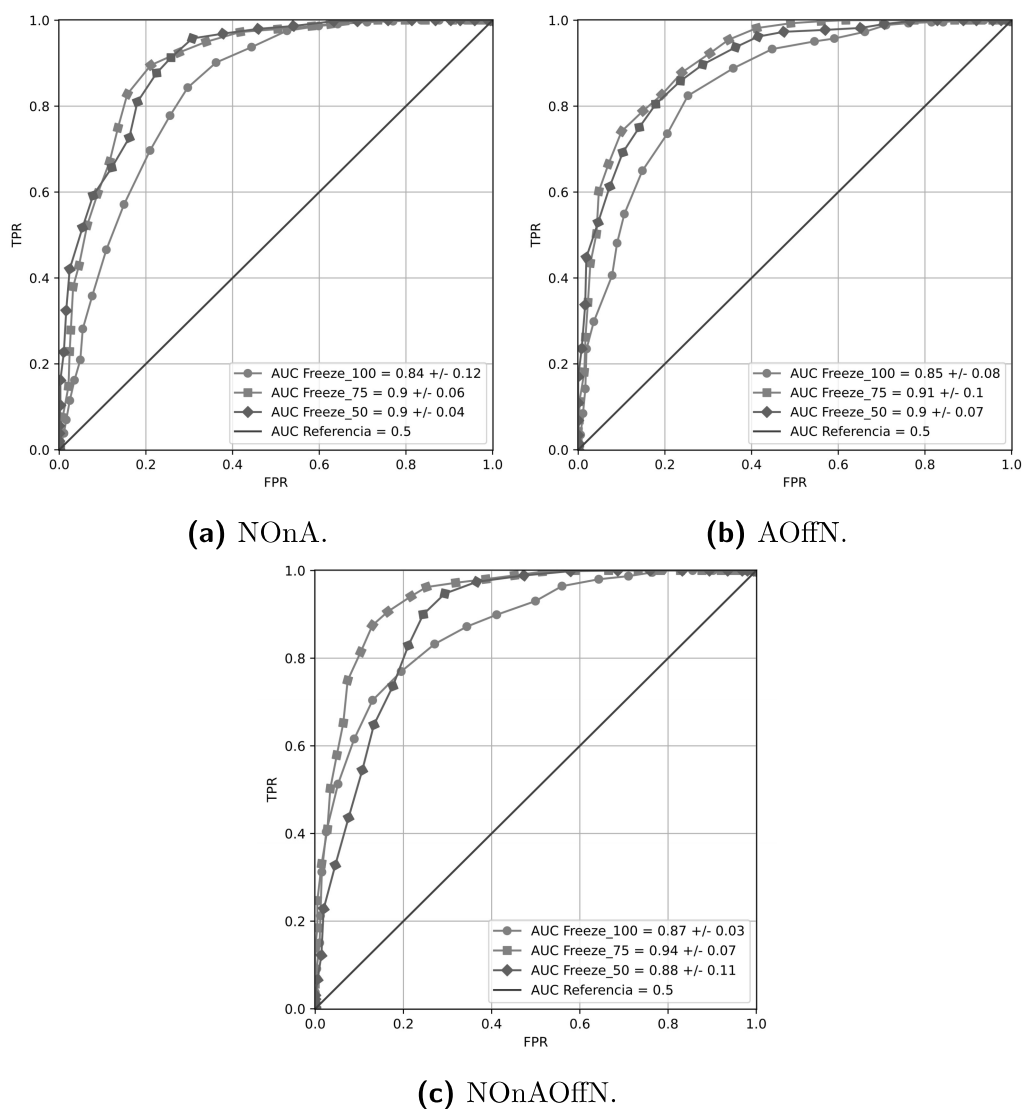 1.0
0.8
0.6
0.4
0.2
0.0
TPR
0.0 0.2 0.4 0.6 0.8 1.0
FPR
AUC Freeze_100 = 0.84 +/- 0.12
AUC Freeze_75 = 0.9 +/- 0.06
AUC Freeze_50 = 0.9 +/- 0.04
AUC Referencia = 0.5
(a) NOnA.
1.0
0.8
0.6
0.4
0.2
0.0
TPR
0.0 0.2 0.4 0.6 0.8 1.0
FPR
AUC Freeze_100 = 0.85 +/- 0.08
AUC Freeze_75 = 0.91 +/- 0.1
AUC Freeze_50 = 0.9 +/- 0.07
AUC Referencia = 0.5
(b) AOffN.
1.0
0.8
0.6
0.4
0.2
0.0
TPR
0.0 0.2 0.4 0.6 0.8 1.0
FPR
AUC Freeze_100 = 0.87 +/- 0.03
AUC Freeze_75 = 0.94 +/- 0.07
AUC Freeze_50 = 0.88 +/- 0.11
AUC Referencia = 0.5
(c) NOnAOffN.